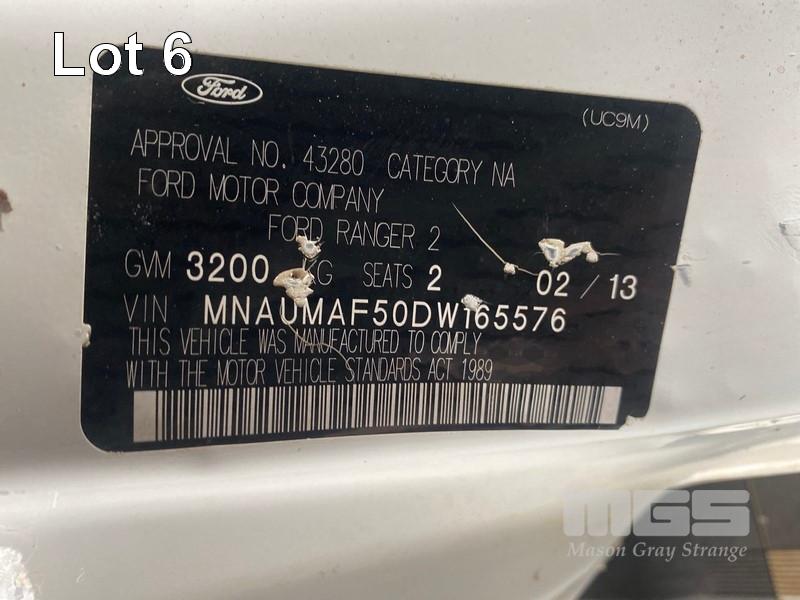 Lot 6
Ford
(UC9M)
APPROVAL NO. 43280 CATEGORY NA
FORD MOTOR COMPANY
FORD RANGER 2
GVM 3200 KG SEATS 2 02 / 13
VIN MNAUMAF50DW165576
THIS VEHICLE WAS MANUFACTURED TO COMPLY
WITH THE MOTOR VEHICLE STANDARDS ACT 1989
MGS
Mason Gray Strange